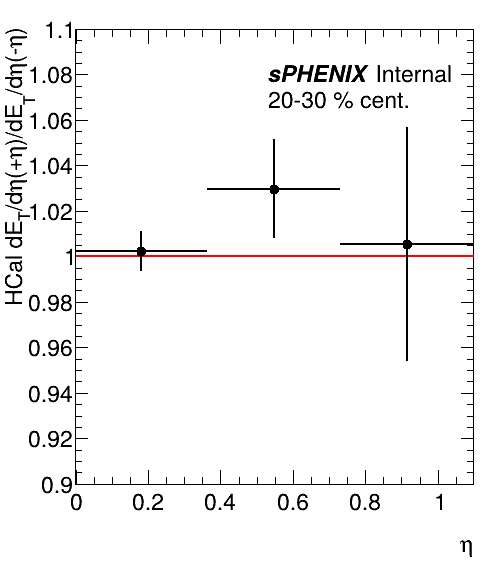 HCal dE_T/dη(+η)/dE_T/dη(-η)
1.1
1.08
1.06
1.04
1.02
1
0.98
0.96
0.94
0.92
0.9
sPHENIX Internal
20-30 % cent.
0 0.2 0.4 0.6 0.8 1
η